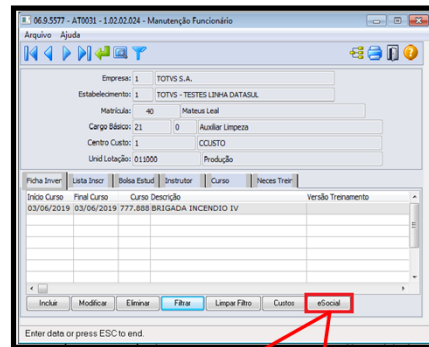 06.9.5577 - AT0031 - 1.02.02.024 - Manutenção Funcionário
Arquivo Ajuda
Empresa: 1 TOTVS S.A.
Estabelecimento: 1 TOTVS - TESTES LINHA DATASUL
Matrícula: 40 Mateus Leal
Cargo Básico: 21 0 Auxiliar Limpeza
Centro Custo: 1 CCUSTO
Unid Lotação: 011000 Produção
Ficha Inver Lista Inscr Bolsa Estud Instrutor Curso Neces Treir
Início Curso Final Curso Curso Descrição Versão Treinamento
03/06/2019 03/06/2019 777.888 BRIGADA INCENDIO IV
Incluir Modificar Eliminar Filtrar Limpar Filtro Custos eSocial
Enter data or press ESC to end.